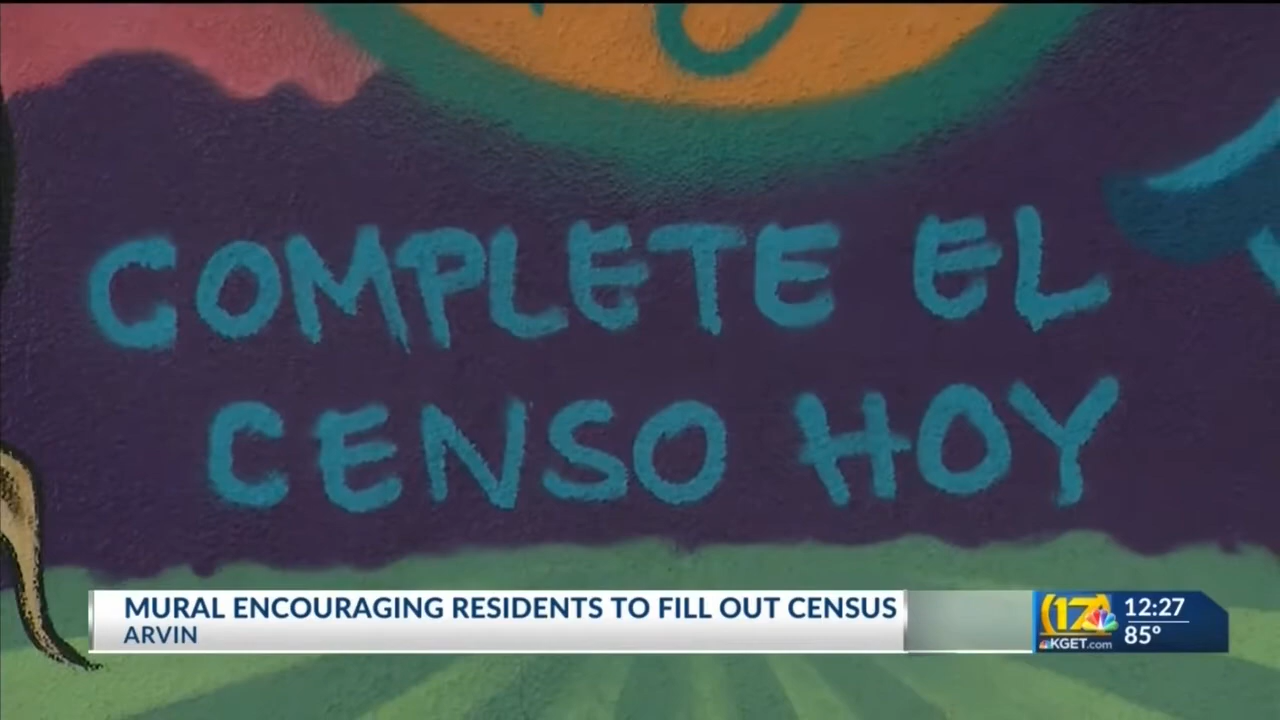 COMPLETE EL
CENSO HOY
MURAL ENCOURAGING RESIDENTS TO FILL OUT CENSUS
ARVIN
17
KGET.com
12:27
85°